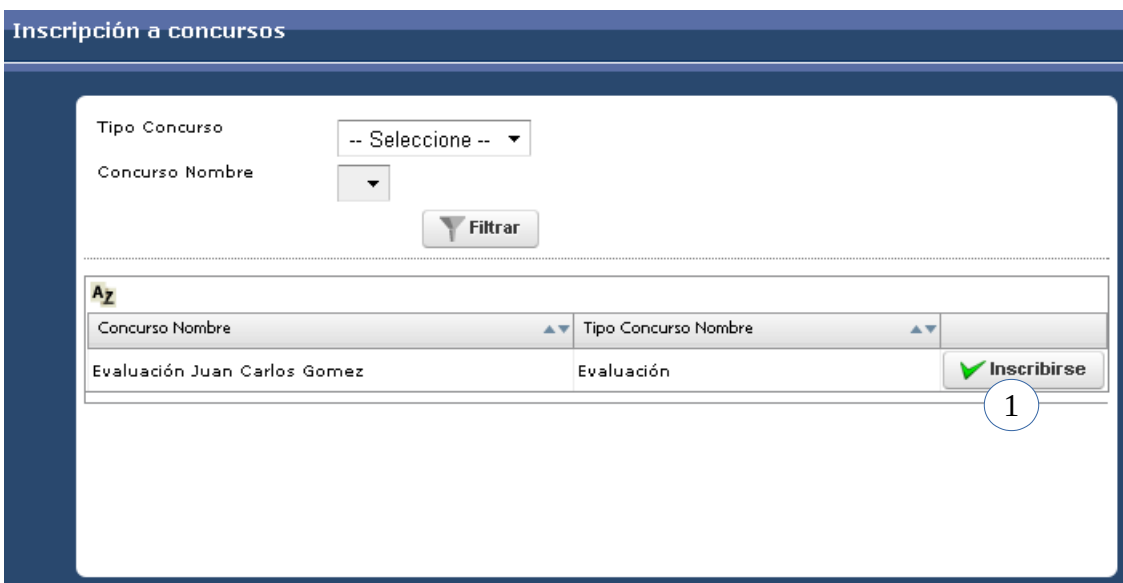 Inscripción a concursos
Tipo Concurso
-- Seleccione --
Concurso Nombre
Filtrar
AZ
Concurso Nombre Tipo Concurso Nombre
Evaluación Juan Carlos Gomez Evaluación Inscribirse
1